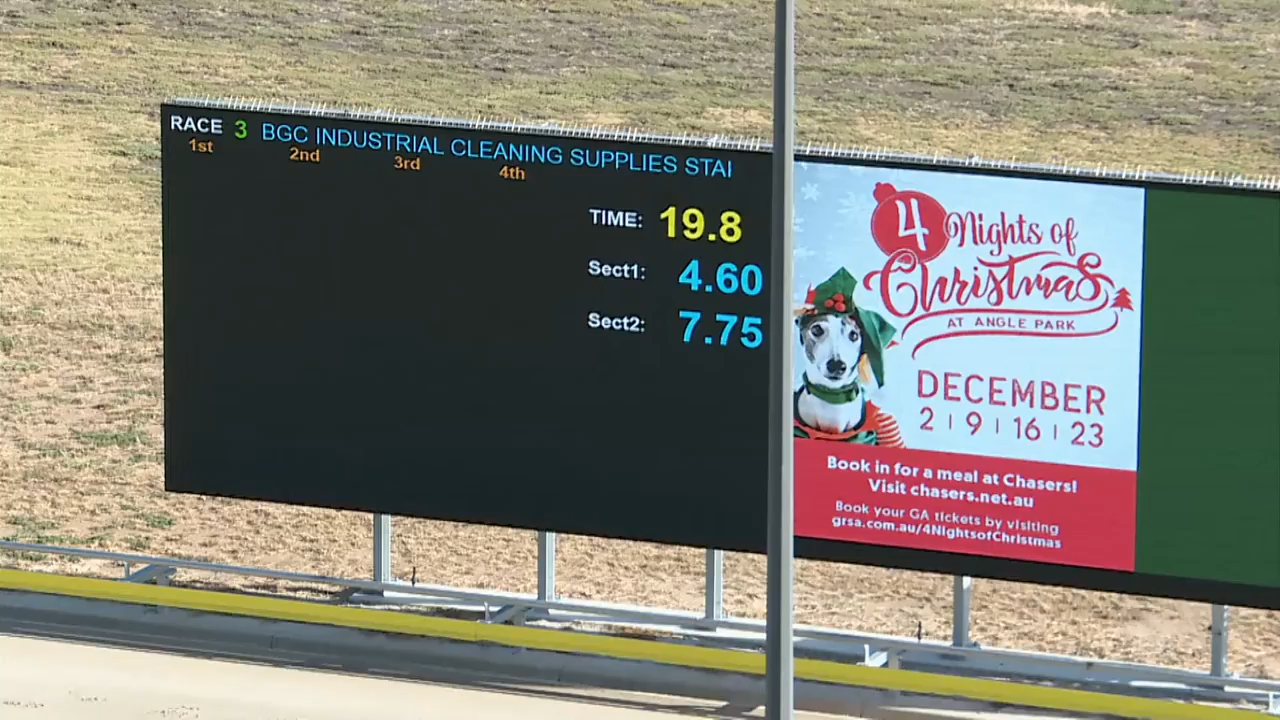 RACE 3 BGC INDUSTRIAL CLEANING SUPPLIES STAI
1st 2nd 3rd 4th
TIME: 19.8
Sect1: 4.60
Sect2: 7.75
4 Nights of
Christmas
AT ANGLE PARK
DECEMBER
2 | 9 | 16 | 23
Book in for a meal at Chasers!
Visit chasers.net.au
Book your GA tickets by visiting
grsa.com.au/4NightsofChristmas